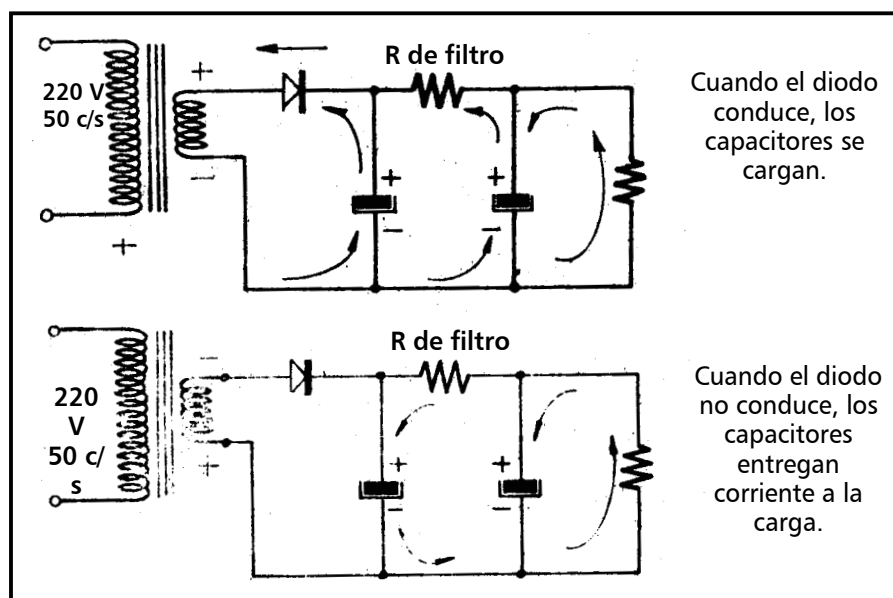 R de filtro
220 V
50 c/s
+
+
−
+
−
+
−
Cuando el diodo
conduce, los
capacitores se
cargan.
R de filtro
220
V
50 c/
s
−
+
+
−
+
−
Cuando el diodo
no conduce, los
capacitores
entregan
corriente a la
carga.